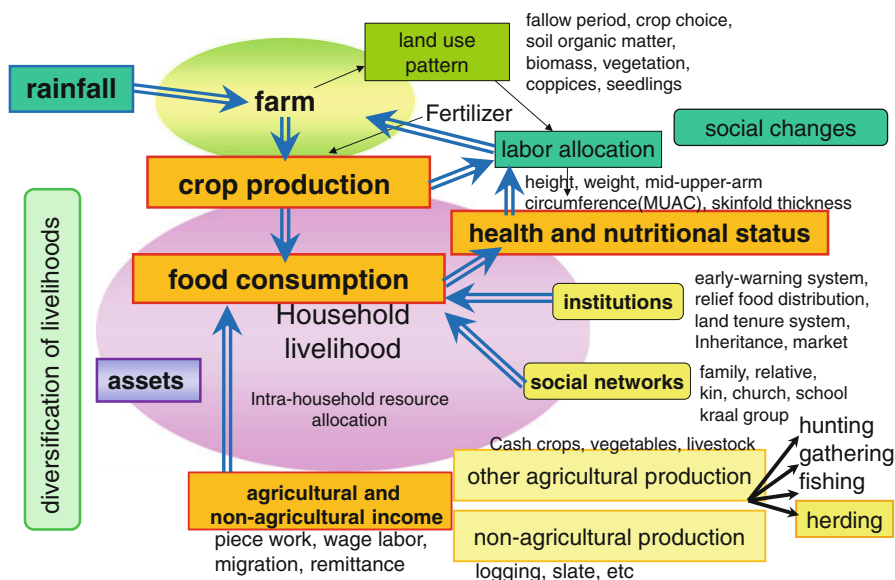 fallow period, crop choice,
soil organic matter,
biomass, vegetation,
coppices, seedlings
land use
pattern
rainfall
farm
Fertilizer
social changes
labor allocation
crop production
height, weight, mid-upper-arm
circumference(MUAC), skinfold thickness
health and nutritional status
food consumption
diversification of livelihoods
Household
livelihood
institutions
early-warning system,
relief food distribution,
land tenure system,
Inheritance, market
assets
social networks
family, relative,
kin, church, school
kraal group
Intra-household resource
allocation
Cash crops, vegetables, livestock
other agricultural production
hunting
gathering
fishing
herding
agricultural and
non-agricultural income
piece work, wage labor,
migration, remittance
non-agricultural production
logging, slate, etc